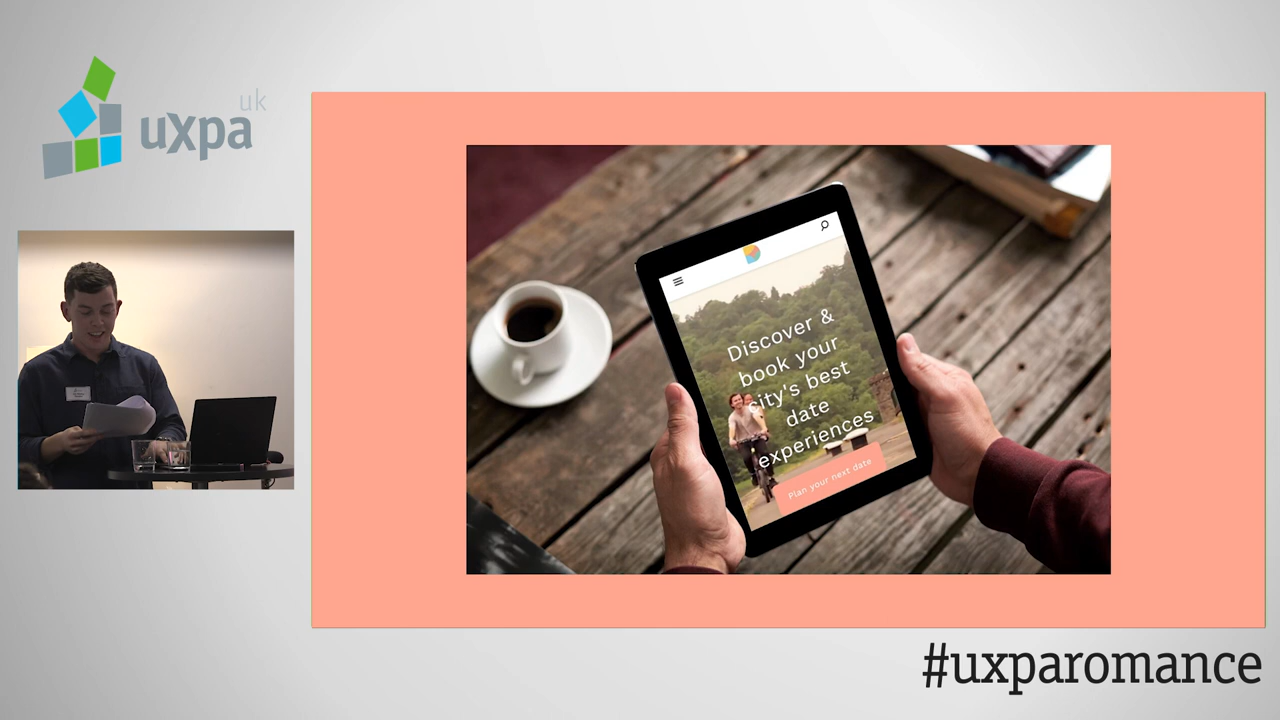 uk
uxpa
Discover &
book your
city's best
date
experiences
Plan your next date
#uxparomance